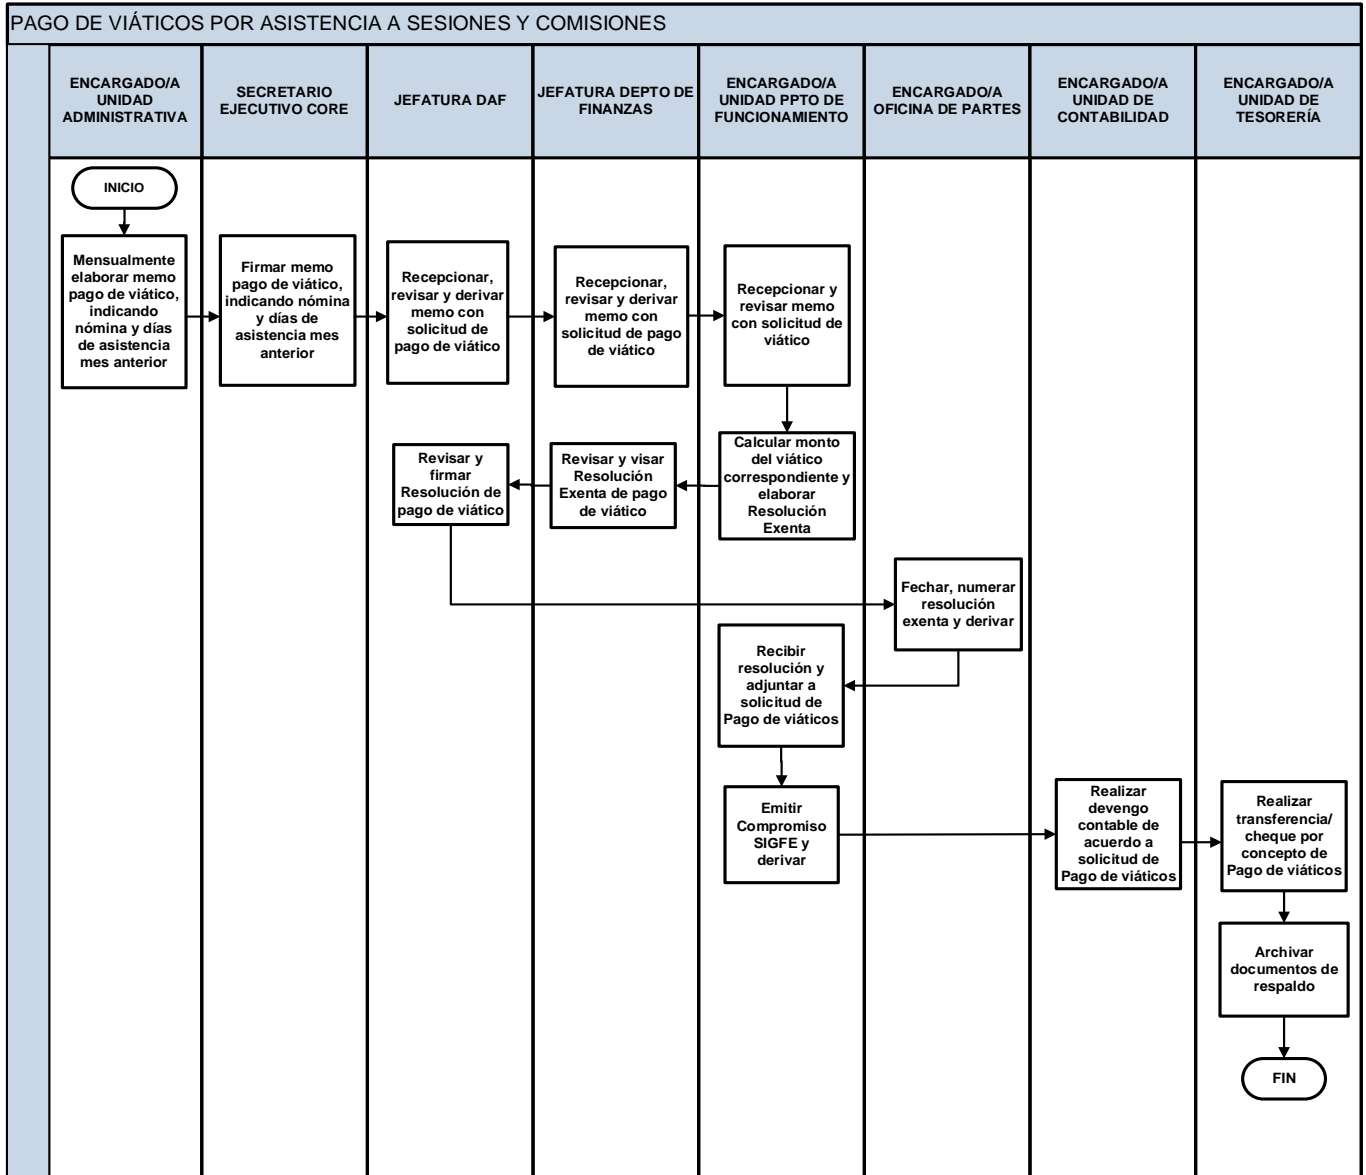 PAGO DE VIÁTICOS POR ASISTENCIA A SESIONES Y COMISIONES
ENCARGADO/A
UNIDAD
ADMINISTRATIVA
SECRETARIO
EJECUTIVO CORE
JEFATURA DAF
JEFATURA DEPTO DE
FINANZAS
ENCARGADO/A
UNIDAD PPTO DE
FUNCIONAMIENTO
ENCARGADO/A
OFICINA DE PARTES
ENCARGADO/A
UNIDAD DE
CONTABILIDAD
ENCARGADO/A
UNIDAD DE
TESORERÍA
INICIO
Mensualmente
elaborar memo
pago de viático,
indicando
nómina y días
de asistencia
mes anterior
Firmar memo
pago de viático,
indicando nómina
y días de
asistencia mes
anterior
Recepcionar,
revisar y derivar
memo con
solicitud de
pago de viático
Recepcionar,
revisar y derivar
memo con
solicitud de pago
de viático
Recepcionar y
revisar memo
con solicitud de
viático
Calcular monto
del viático
correspondiente y
elaborar
Resolución
Exenta
Revisar y visar
Resolución
Exenta de pago
de viático
Revisar y
firmar
Resolución de
pago de viático
Fechar, numerar
resolución
exenta y derivar
Recibir
resolución y
adjuntar a
solicitud de
Pago de viáticos
Emitir
Compromiso
SIGFE y
derivar
Realizar
devengo
contable de
acuerdo a
solicitud de
Pago de viáticos
Realizar
transferencia/
cheque por
concepto de
Pago de viáticos
Archivar
documentos de
respaldo
FIN